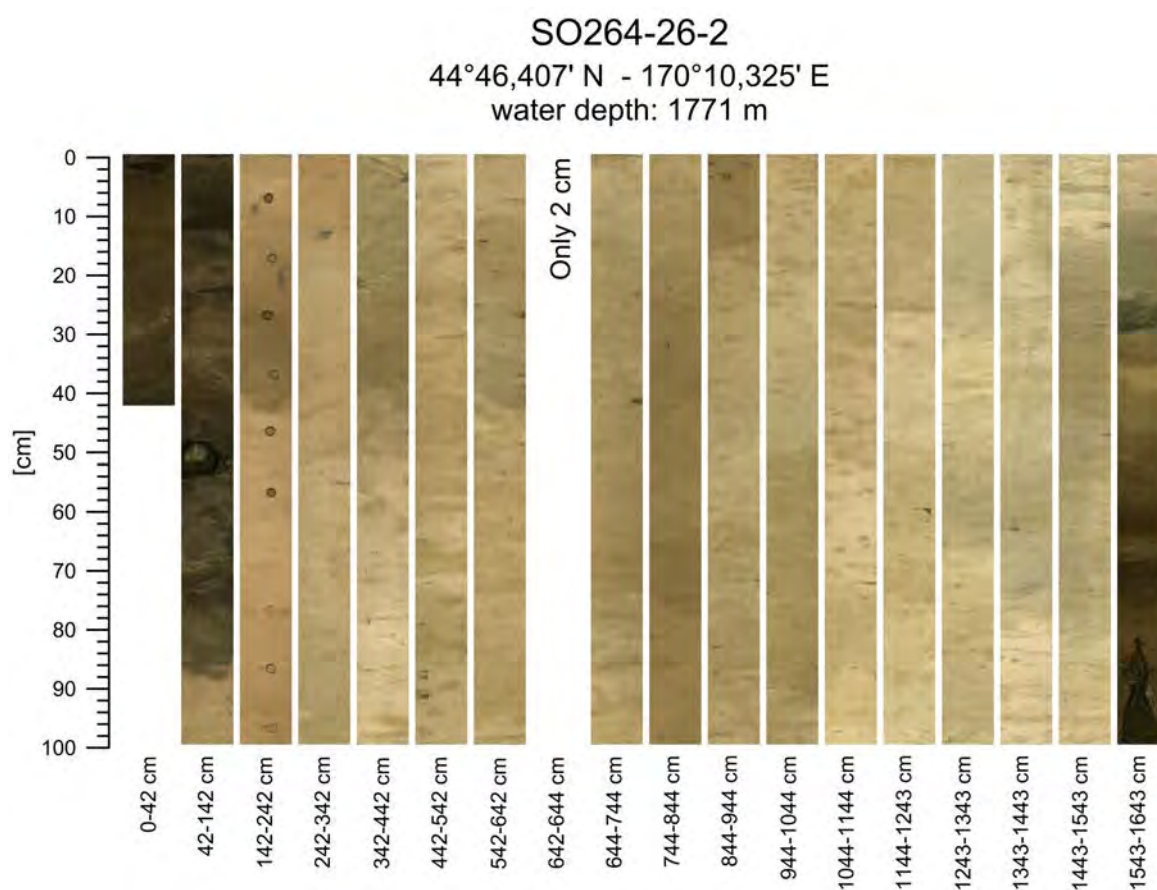 SO264-26-2
44°46,407' N - 170°10,325' E
water depth: 1771 m
0
10
20
30
40
50
60
70
80
90
100
[cm]
Only 2 cm
0-42 cm
42-142 cm
142-242 cm
242-342 cm
342-442 cm
442-542 cm
542-642 cm
642-644 cm
644-744 cm
744-844 cm
844-944 cm
944-1044 cm
1044-1144 cm
1144-1243 cm
1243-1343 cm
1343-1443 cm
1443-1543 cm
1543-1643 cm